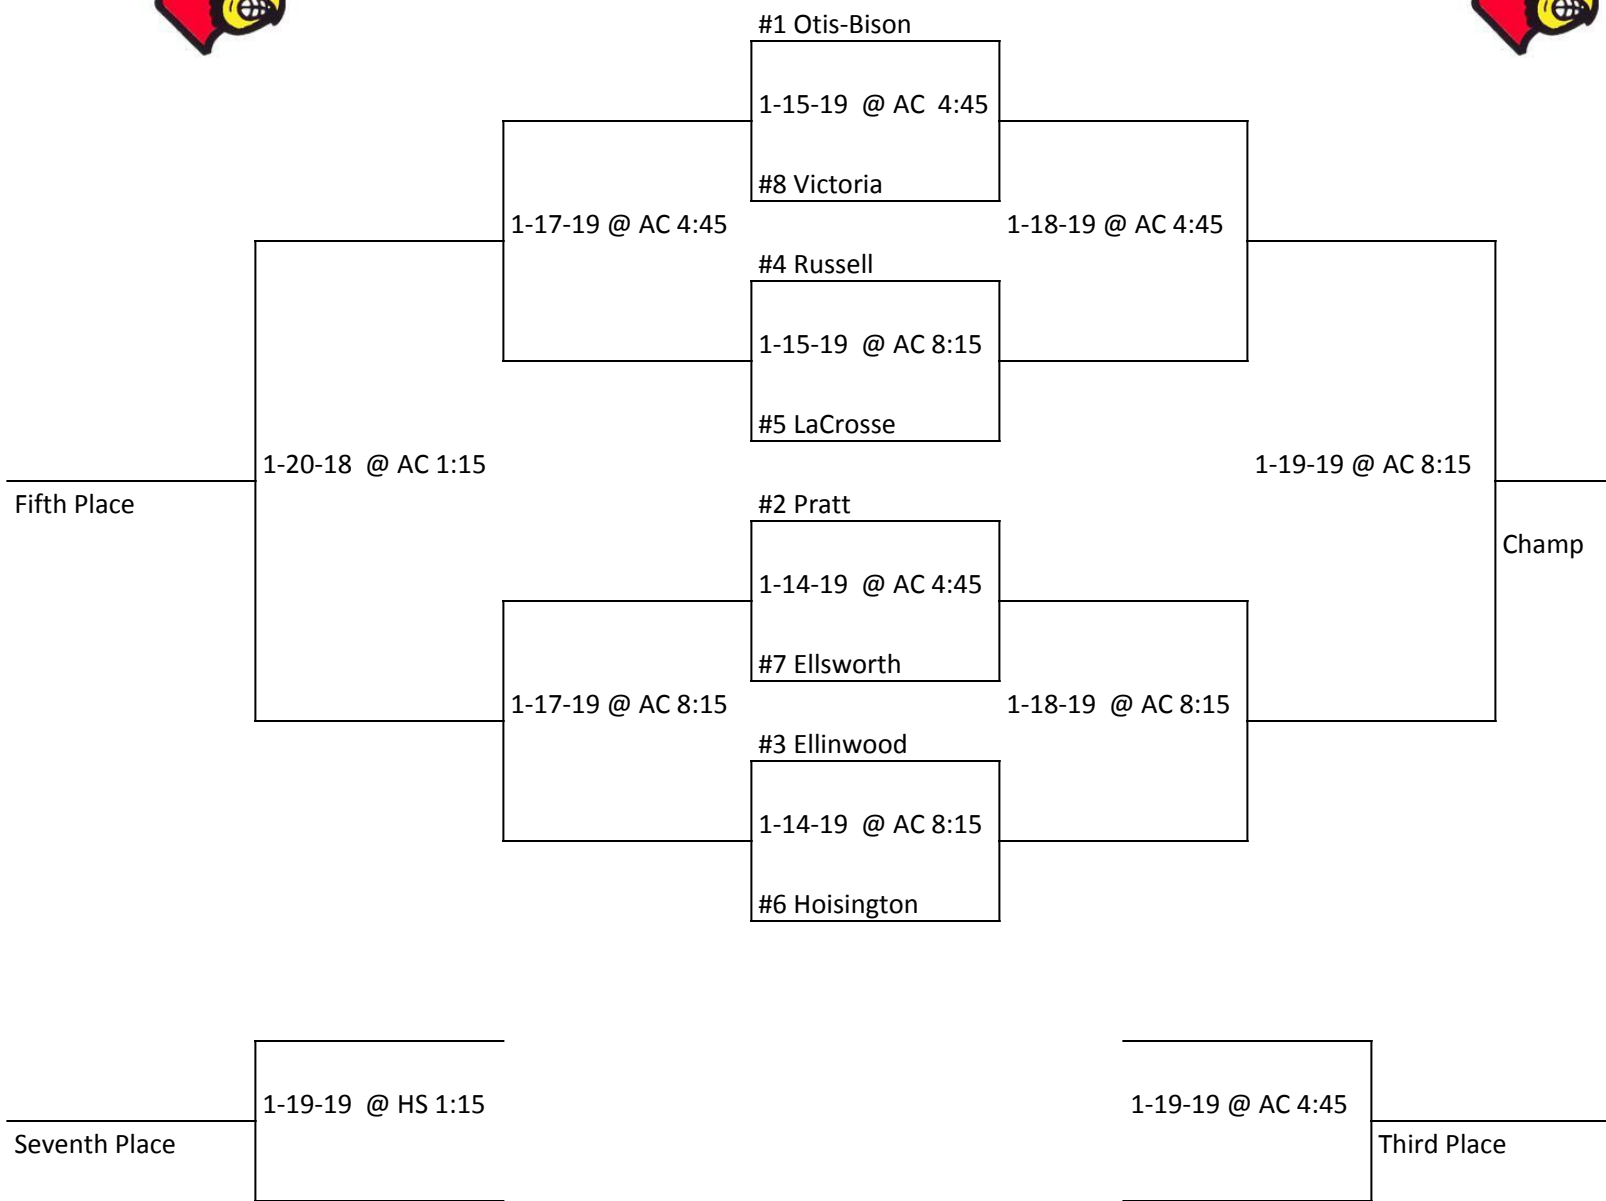 #1 Otis-Bison
1-15-19 @ AC 4:45
#8 Victoria
1-17-19 @ AC 4:45
1-18-19 @ AC 4:45
#4 Russell
1-15-19 @ AC 8:15
#5 LaCrosse
1-20-18 @ AC 1:15
1-19-19 @ AC 8:15
Fifth Place
#2 Pratt
Champ
1-14-19 @ AC 4:45
#7 Ellsworth
1-17-19 @ AC 8:15
1-18-19 @ AC 8:15
#3 Ellinwood
1-14-19 @ AC 8:15
#6 Hoisington
1-19-19 @ HS 1:15
1-19-19 @ AC 4:45
Seventh Place
Third Place